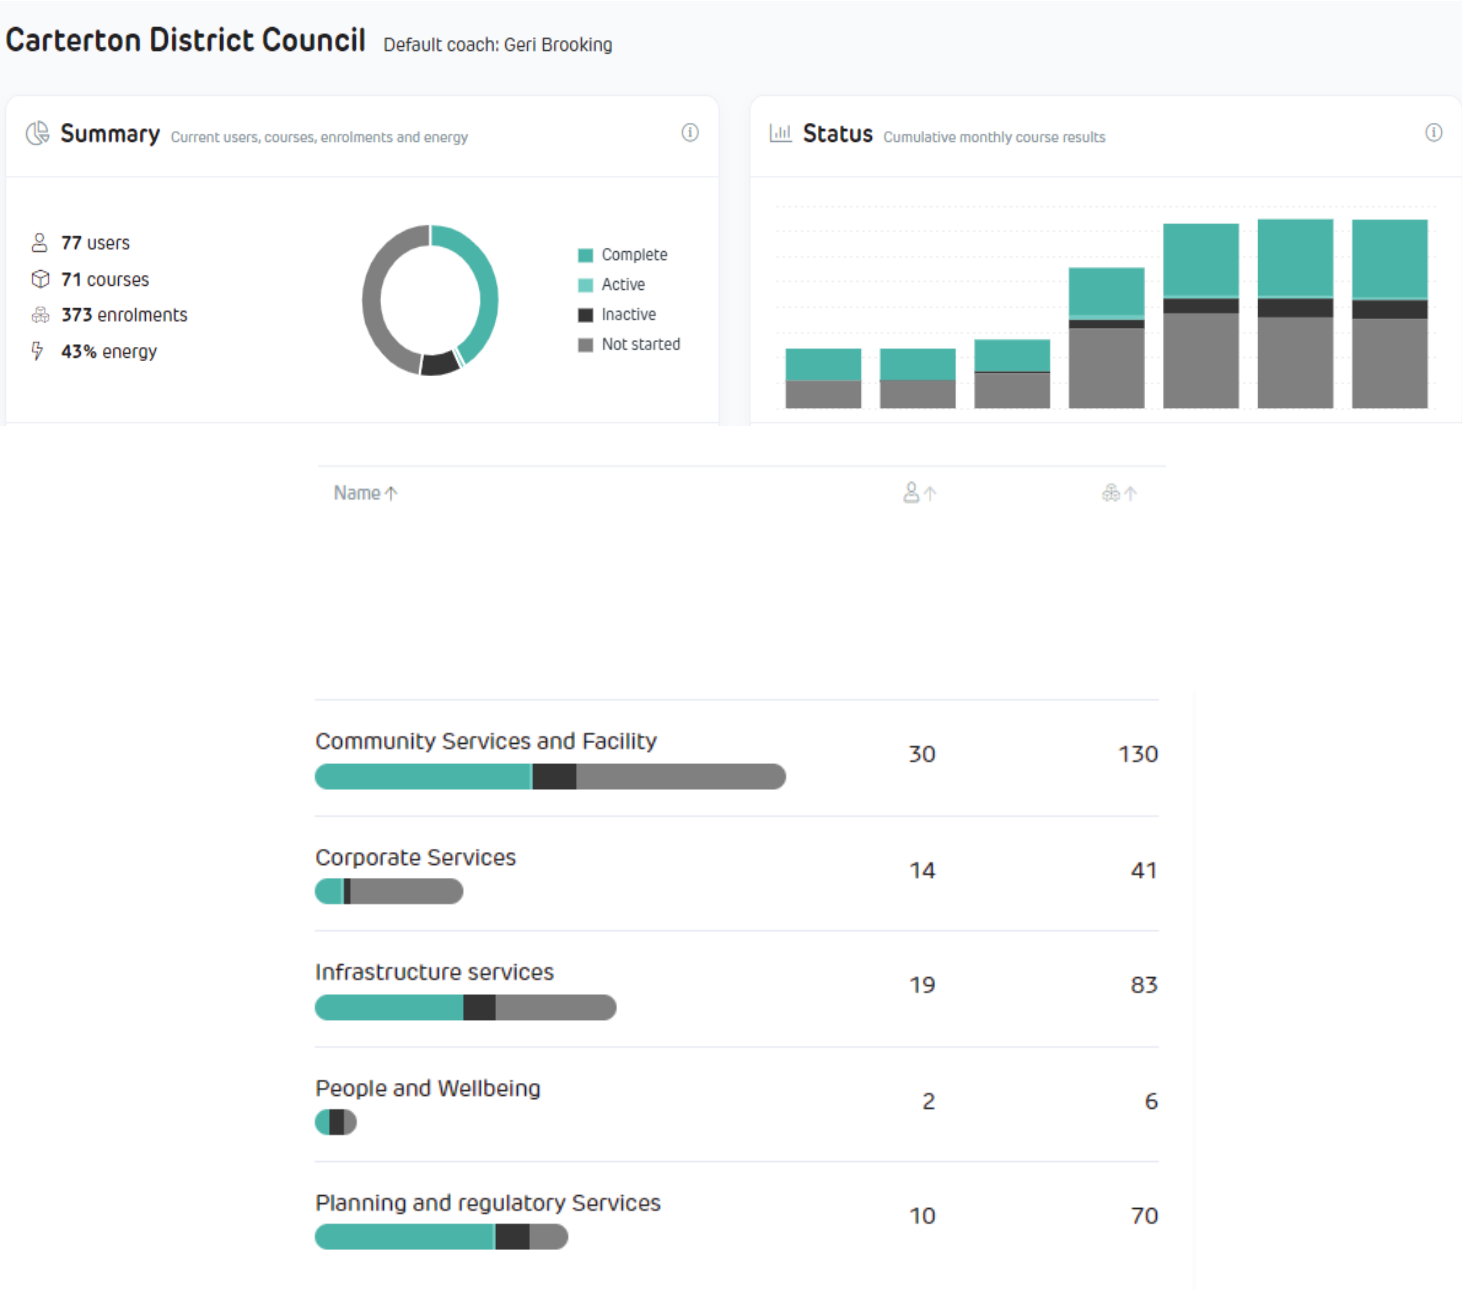 Carterton District Council Default coach: Geri Brooking
Summary Current users, courses, enrolments and energy
77 users
71 courses
373 enrolments
43% energy
Complete
Active
Inactive
Not started
Status Cumulative monthly course results
Name
Community Services and Facility 30 130
Corporate Services 14 41
Infrastructure services 19 83
People and Wellbeing 2 6
Planning and regulatory Services 10 70